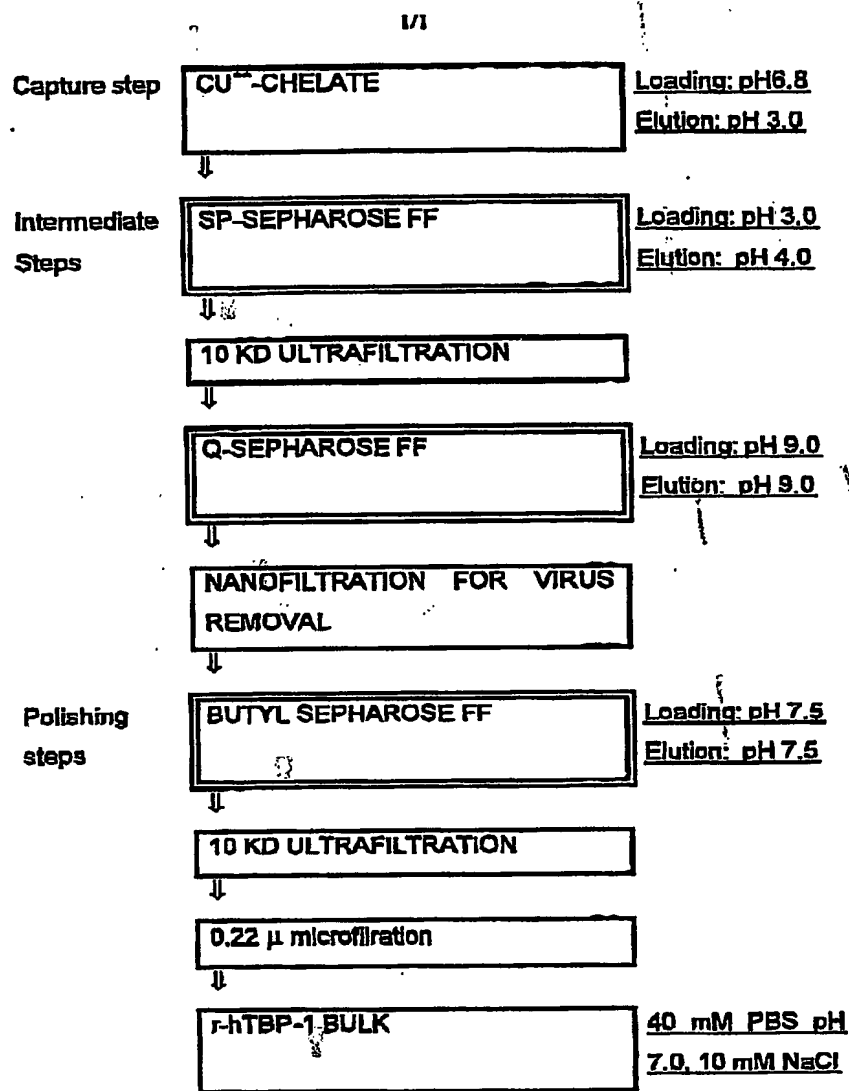 1/1
Capture step
CU⁺⁺-CHELATE
Loading: pH6.8
Elution: pH 3.0
⇓
Intermediate
Steps
SP-SEPHAROSE FF
Loading: pH 3.0
Elution: pH 4.0
⇓
10 KD ULTRAFILTRATION
⇓
Q-SEPHAROSE FF
Loading: pH 9.0
Elution: pH 9.0
⇓
NANOFILTRATION FOR VIRUS
REMOVAL
⇓
Polishing
steps
BUTYL SEPHAROSE FF
Loading: pH 7.5
Elution: pH 7.5
⇓
10 KD ULTRAFILTRATION
⇓
0.22 µ microfilration
⇓
r-hTBP-1 BULK
40 mM PBS pH
7.0, 10 mM NaCl